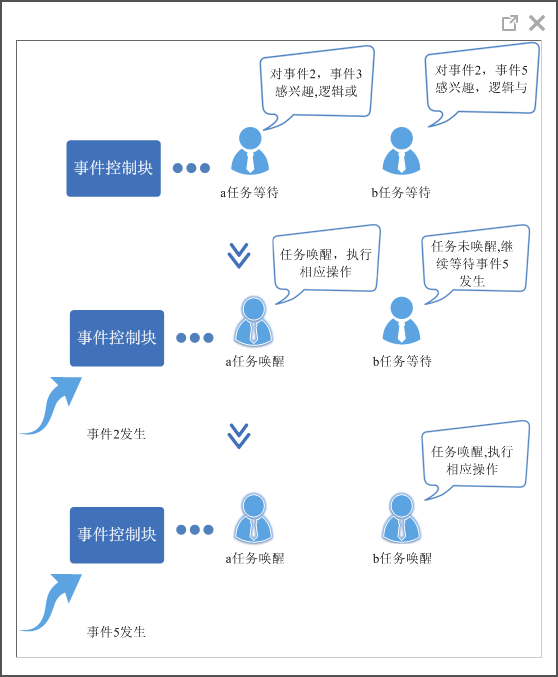 对事件2，事件3
感兴趣,逻辑或
对事件2，事件5
感兴趣，逻辑与
事件控制块
a任务等待
b任务等待
任务唤醒，执行
相应操作
任务未唤醒,继
续等待事件5
发生
事件控制块
a任务唤醒
b任务等待
事件2发生
任务唤醒,执行
相应操作
事件控制块
a任务唤醒
b任务唤醒
事件5发生